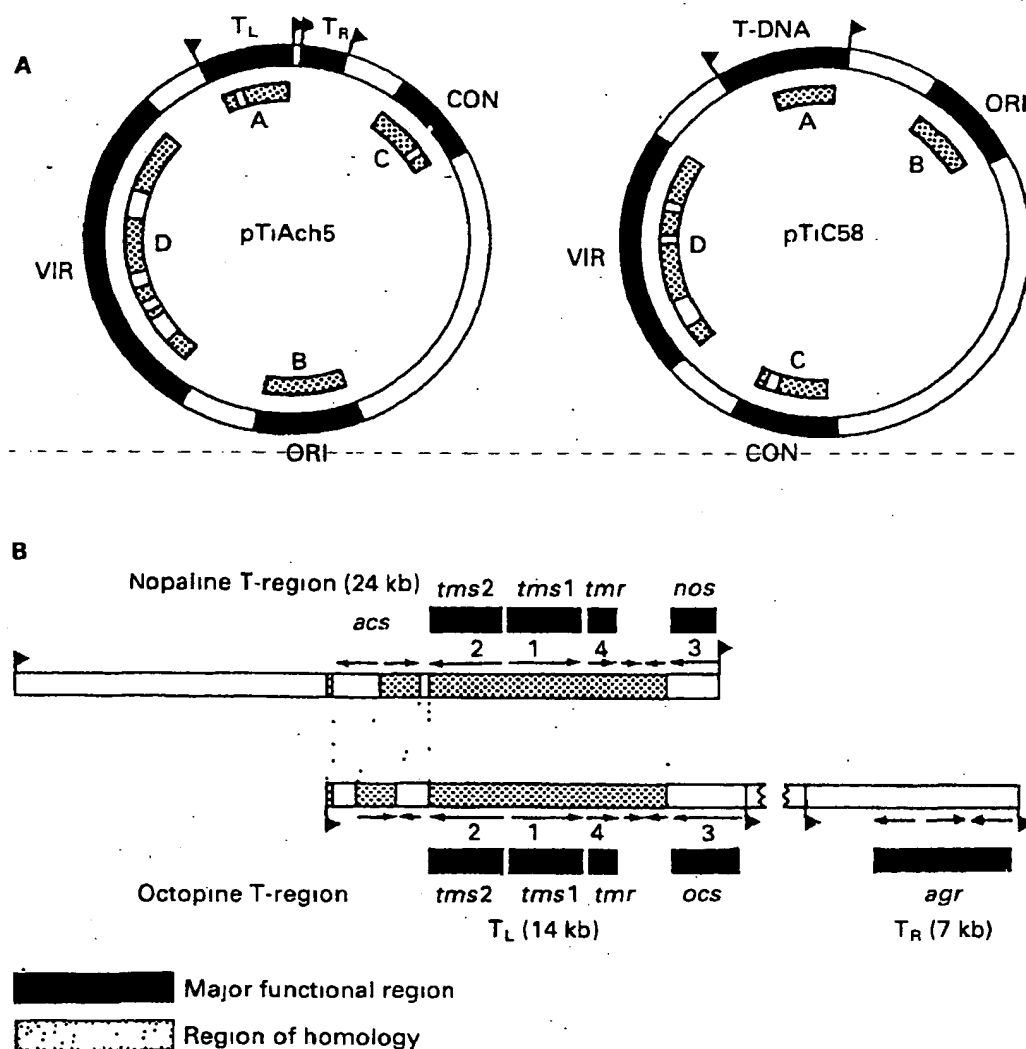 A
T_L T_R
CON
A
C
D
pTiAch5
VIR
B
ORI
T-DNA
ORI
A
B
D
pTiC58
VIR
C
CON
B
Nopaline T-region (24 kb)
tms2 tms1 tmr nos
acs
2 1 4 3
2 1 4 3
Octopine T-region
tms2 tms1 tmr ocs agr
T_L (14 kb) T_R (7 kb)
Major functional region
Region of homology